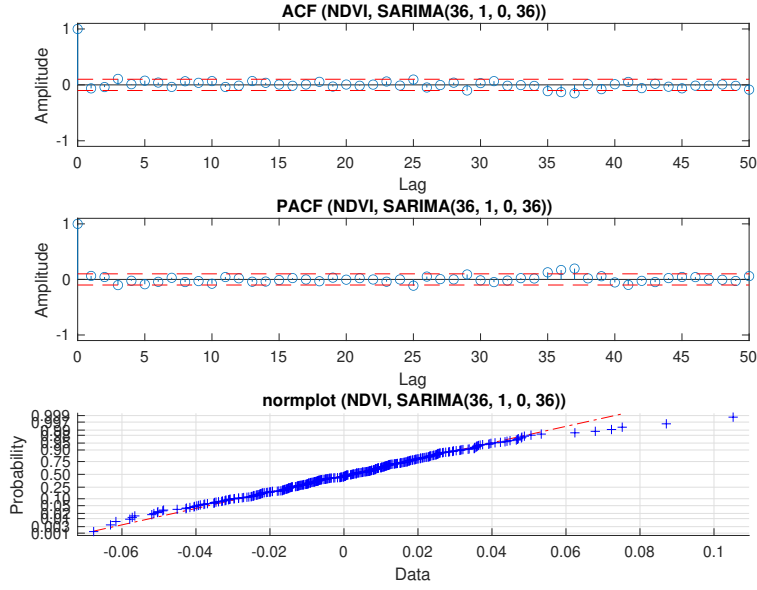 ACF (NDVI, SARIMA(36, 1, 0, 36))
1
0
-1
Amplitude
0 5 10 15 20 25 30 35 40 45 50
Lag
PACF (NDVI, SARIMA(36, 1, 0, 36))
1
0
-1
Amplitude
0 5 10 15 20 25 30 35 40 45 50
Lag
normplot (NDVI, SARIMA(36, 1, 0, 36))
0.999
0.997
0.90
0.75
0.50
0.25
0.10
0.003
0.001
Probability
-0.06 -0.04 -0.02 0 0.02 0.04 0.06 0.08 0.1
Data